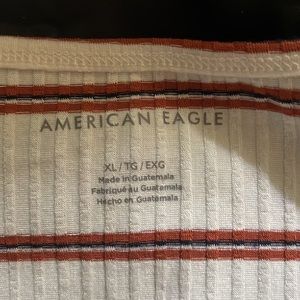 AMERICAN EAGLE
XL / TG / EXG
Made in Guatemala
Fabriqué au Guatemala
Hecho en Guatemala